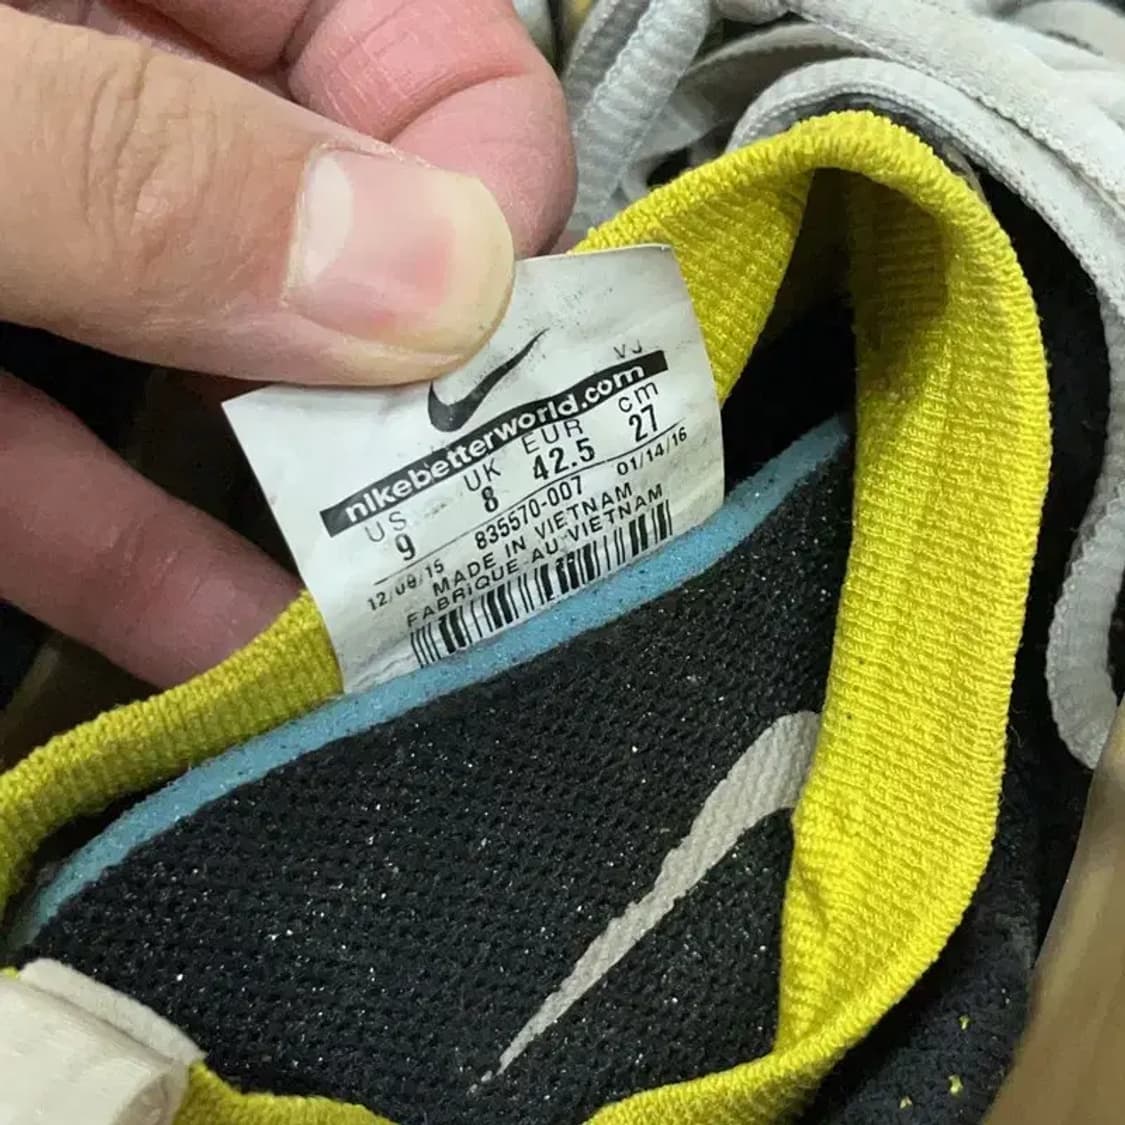 VJ
nikebetterworld.com
US UK EUR cm
9 8 42.5 27
835570-007
12/08/15 01/14/16
MADE IN VIETNAM
FABRIQUE AU VIETNAM